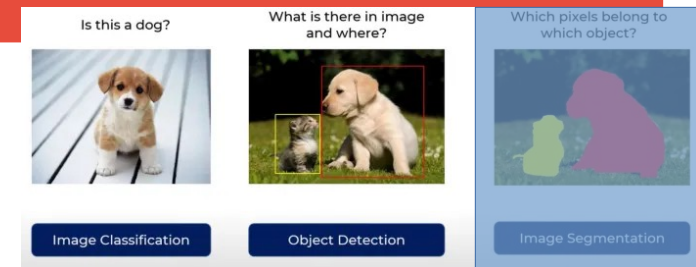 Is this a dog?
What is there in image
and where?
Which pixels belong to
which object?
Image Classification
Object Detection
Image Segmentation